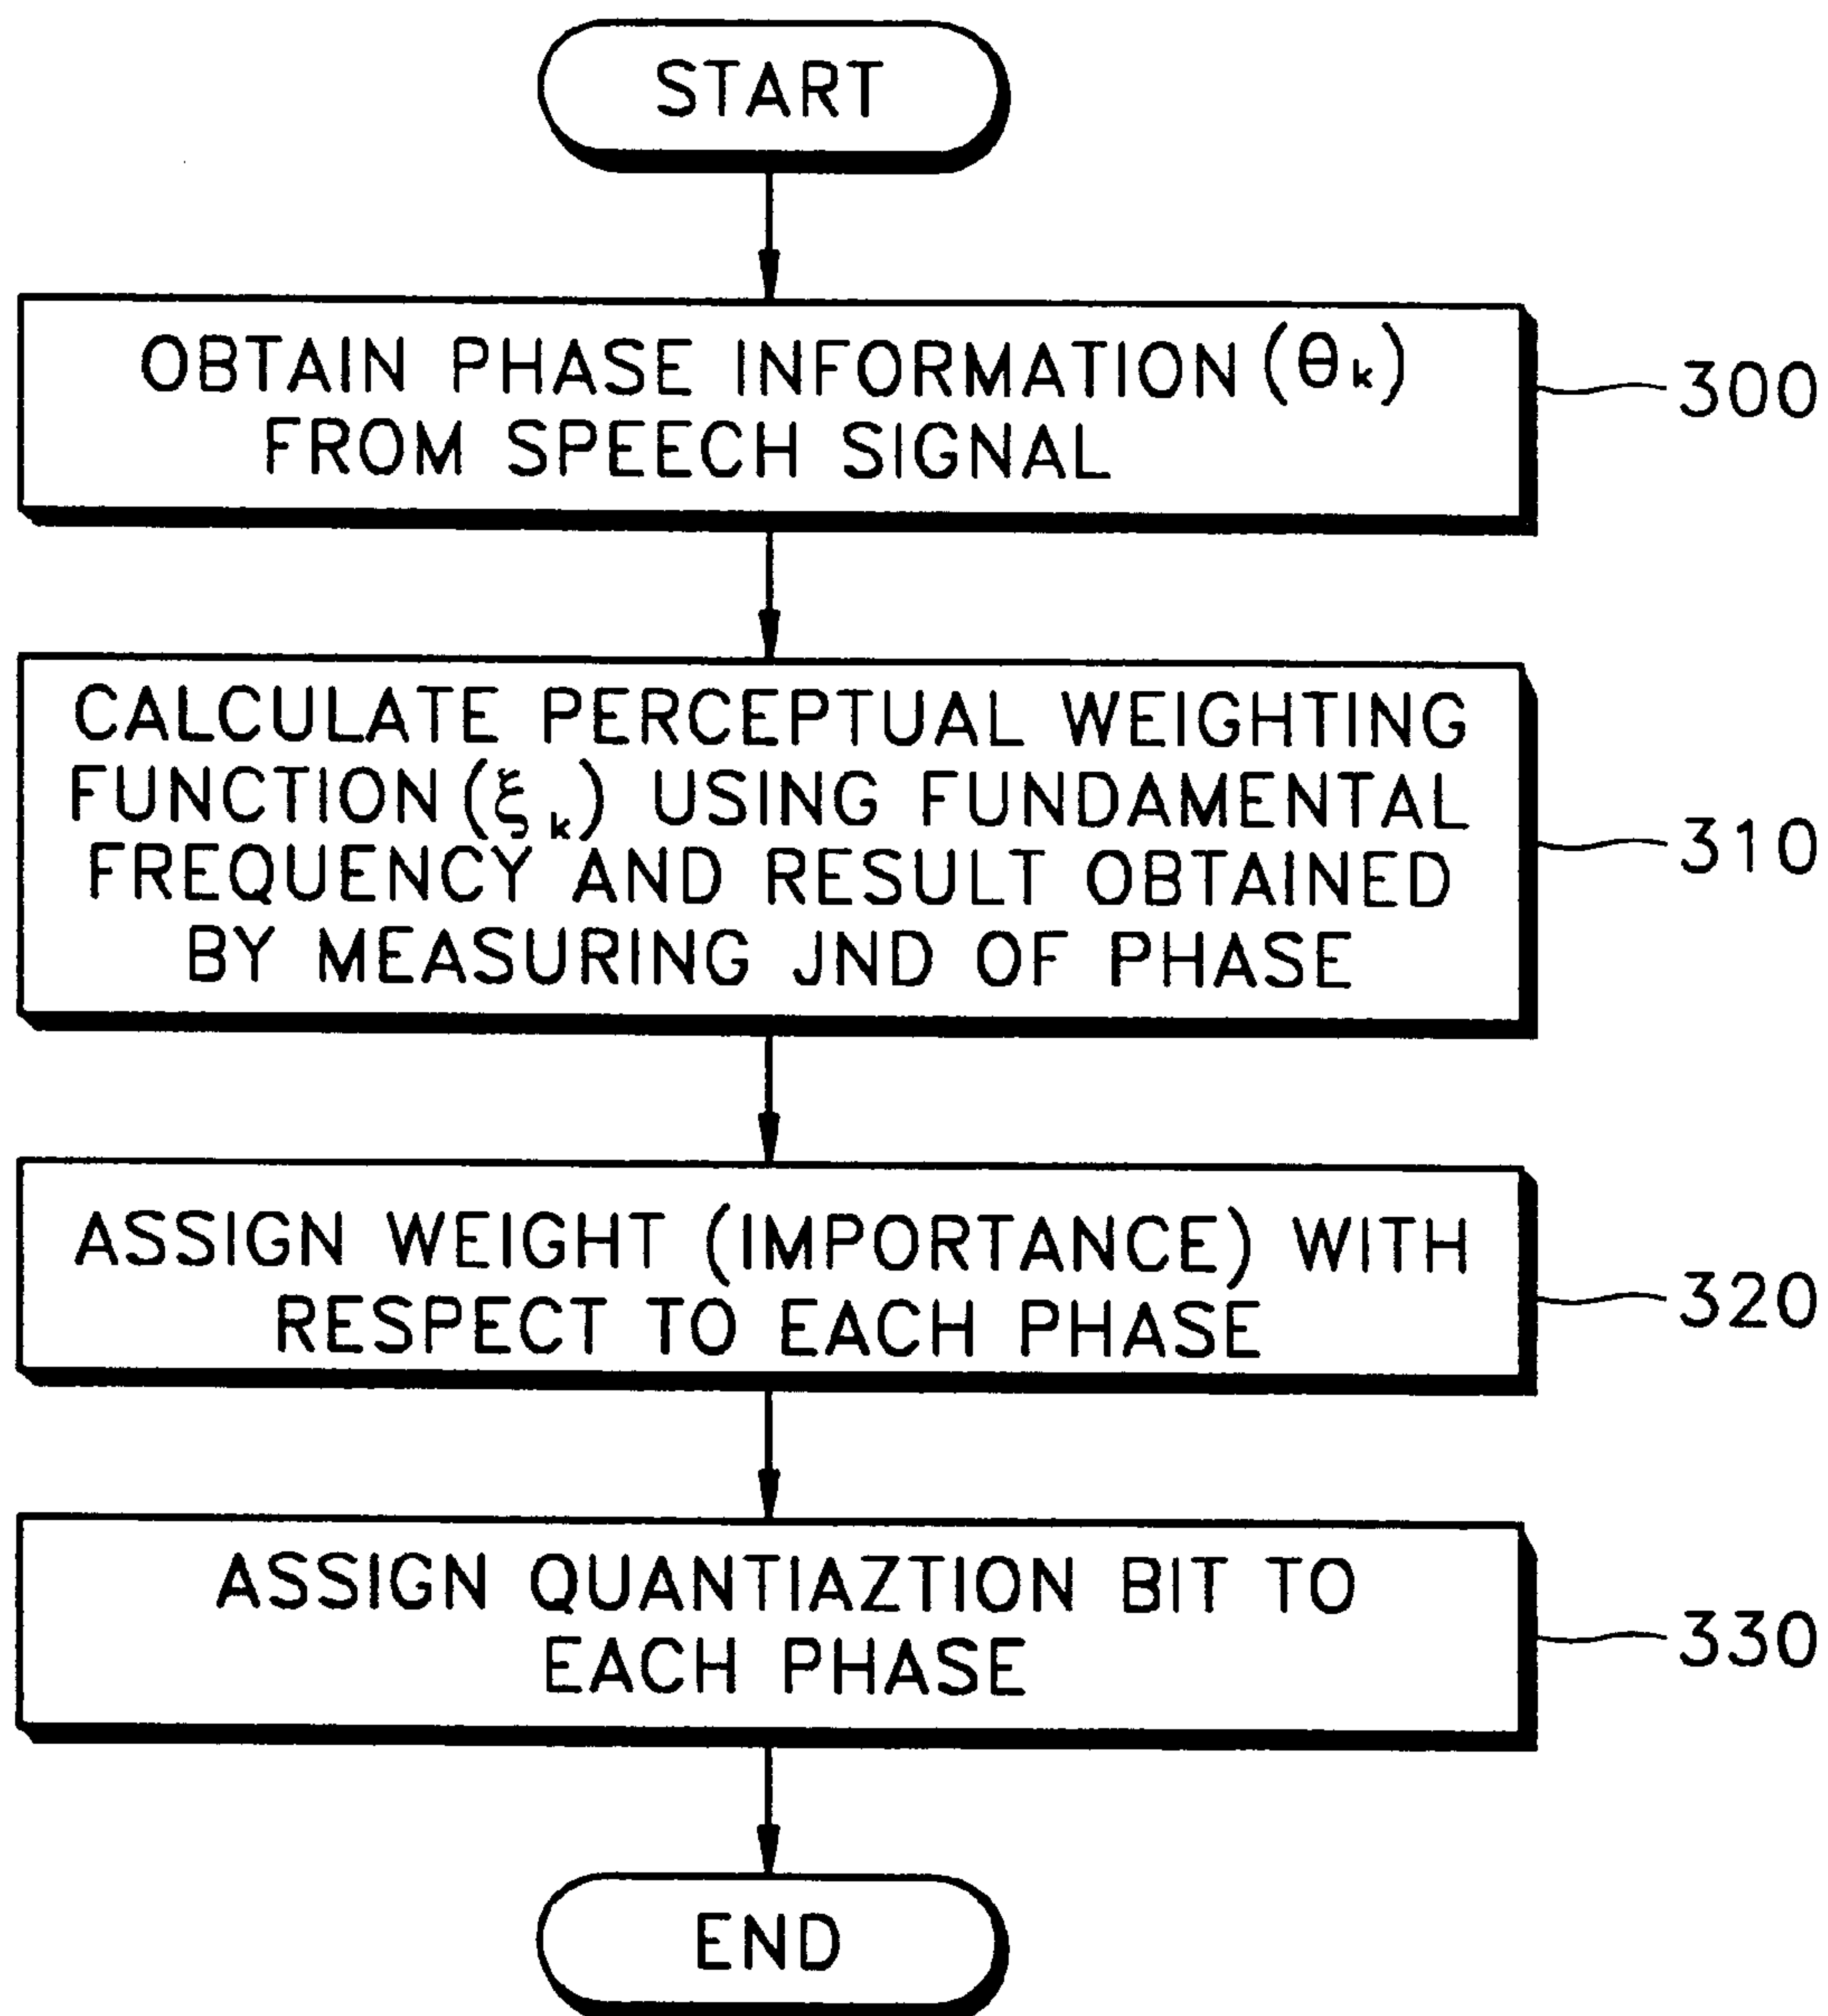 START
OBTAIN PHASE INFORMATION (θk)
FROM SPEECH SIGNAL
300
CALCULATE PERCEPTUAL WEIGHTING
FUNCTION (ξk) USING FUNDAMENTAL
FREQUENCY AND RESULT OBTAINED
BY MEASURING JND OF PHASE
310
ASSIGN WEIGHT (IMPORTANCE) WITH
RESPECT TO EACH PHASE
320
ASSIGN QUANTIAZTION BIT TO
EACH PHASE
330
END